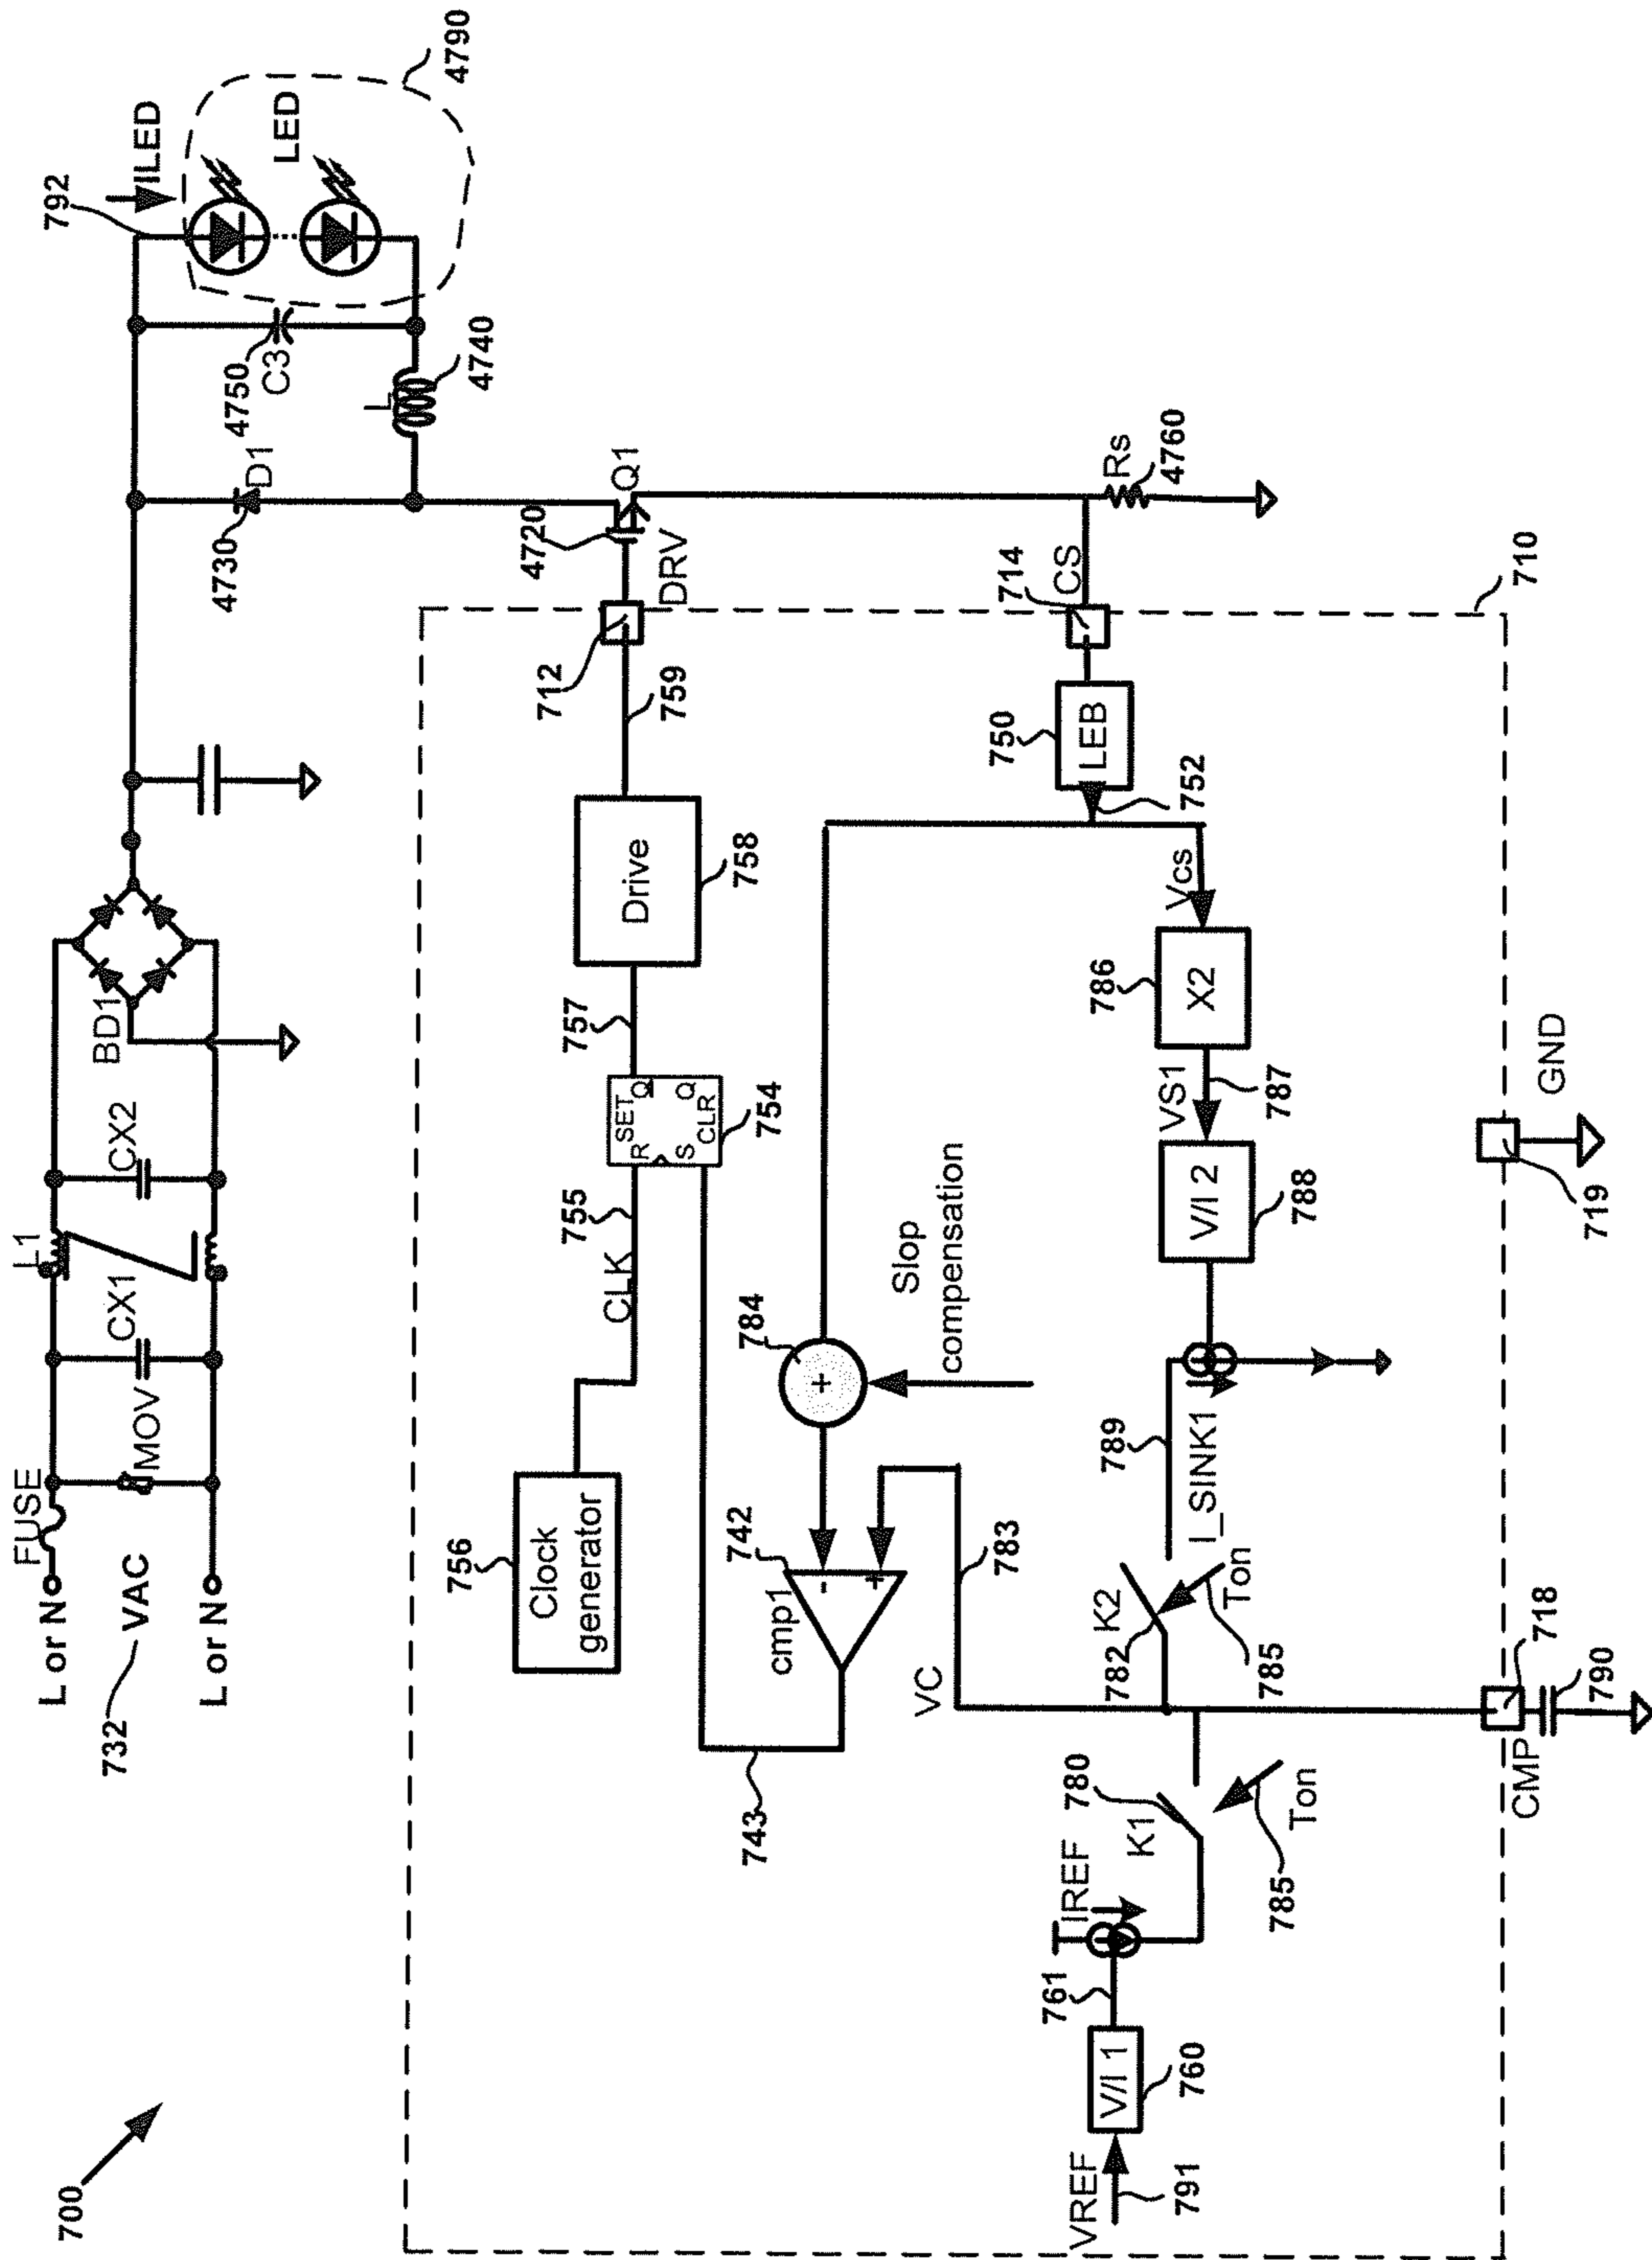 700
FUSE
L or N
732
VAC
L or N
MOV
CX1
L1
CX2
BD1
4730
D1
4750
C3
792
ILED
LED
4790
L
4740
4720
Q1
DRV
712
759
Drive
758
757
SET
R
Q
S
Q
CLR
754
755
CLK
756
Clock
generator
742
cmp1
-
+
743
784
+
Slop
compensation
783
VC
750
LEB
752
714
CS
Rs
4760
710
Vcs
786
X2
VS1
787
V/I 2
788
789
I_SINK1
K2
782
Ton
785
780
K1
Ton
785
IREF
761
V/I 1
760
VREF
791
CMP
718
790
GND
719